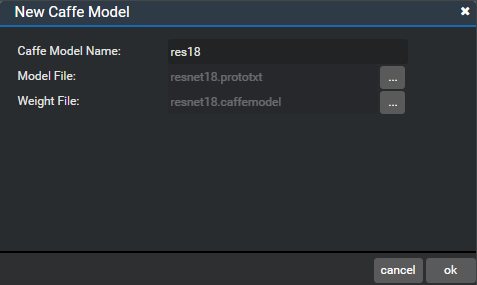 New Caffe Model ✖
Caffe Model Name: res18
Model File: resnet18.prototxt ...
Weight File: resnet18.caffemodel ...
cancel ok